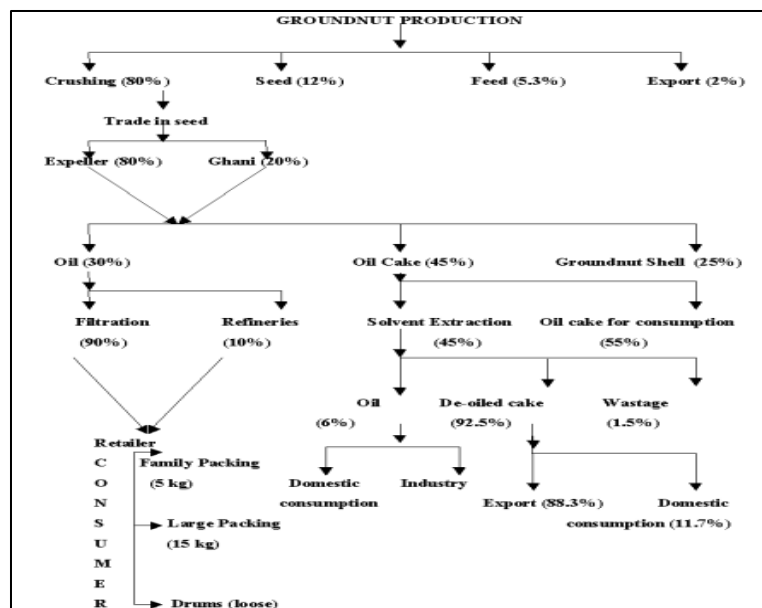 GROUNDNUT PRODUCTION
Crushing (80%) Seed (12%) Feed (5.3%) Export (2%)
Trade in seed
Expeller (80%) Ghani (20%)
Oil (30%) Oil Cake (45%) Groundnut Shell (25%)
Filtration Refineries Solvent Extraction Oil cake for consumption
(90%) (10%) (45%) (55%)
Oil De-oiled cake Wastage
(6%) (92.5%) (1.5%)
Retailer
C Family Packing
O (5 kg)
Domestic Industry
consumption
Export (88.3%) Domestic
consumption (11.7%)
N
S Large Packing
U (15 kg)
M
E
R Drums (loose)